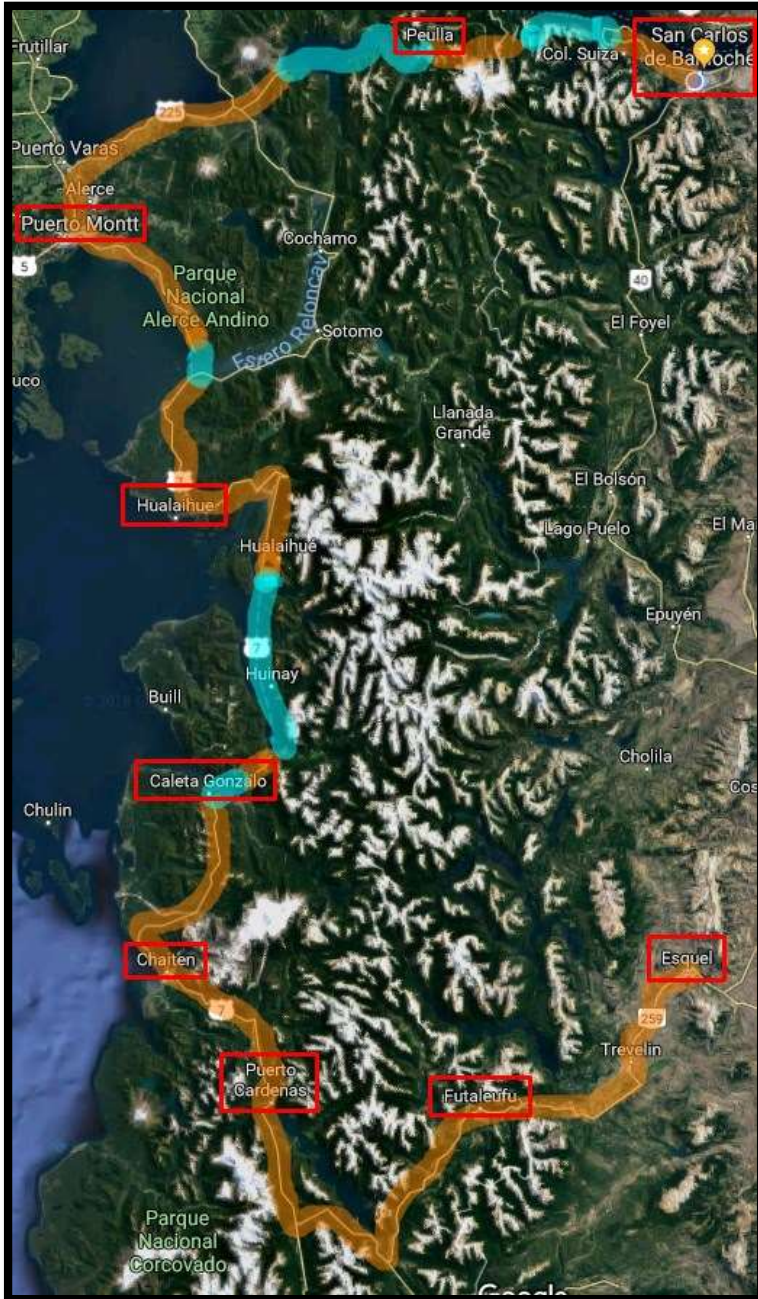 Frutillar
Peulla
San Carlos
de Bariloche
Col. Suiza
225
Puerto Varas
Alerce
Puerto Montt
Cochamo
5
Parque
Nacional
Alerce Andino
40
Estero Reloncaví
Sotomo
El Foyel
uco
Llanada
Grande
El Bolsón
7
Hualaihue
Lago Puelo
El Ma
Hualaihué
Epuyén
7
Huinay
Buill
Cholila
Caleta Gonzalo
Cos
Chulin
Chaitén
Esquel
7
259
Trevelin
Puerto
Cardenas
Futaleufu
Parque
Nacional
Corcovado
Google